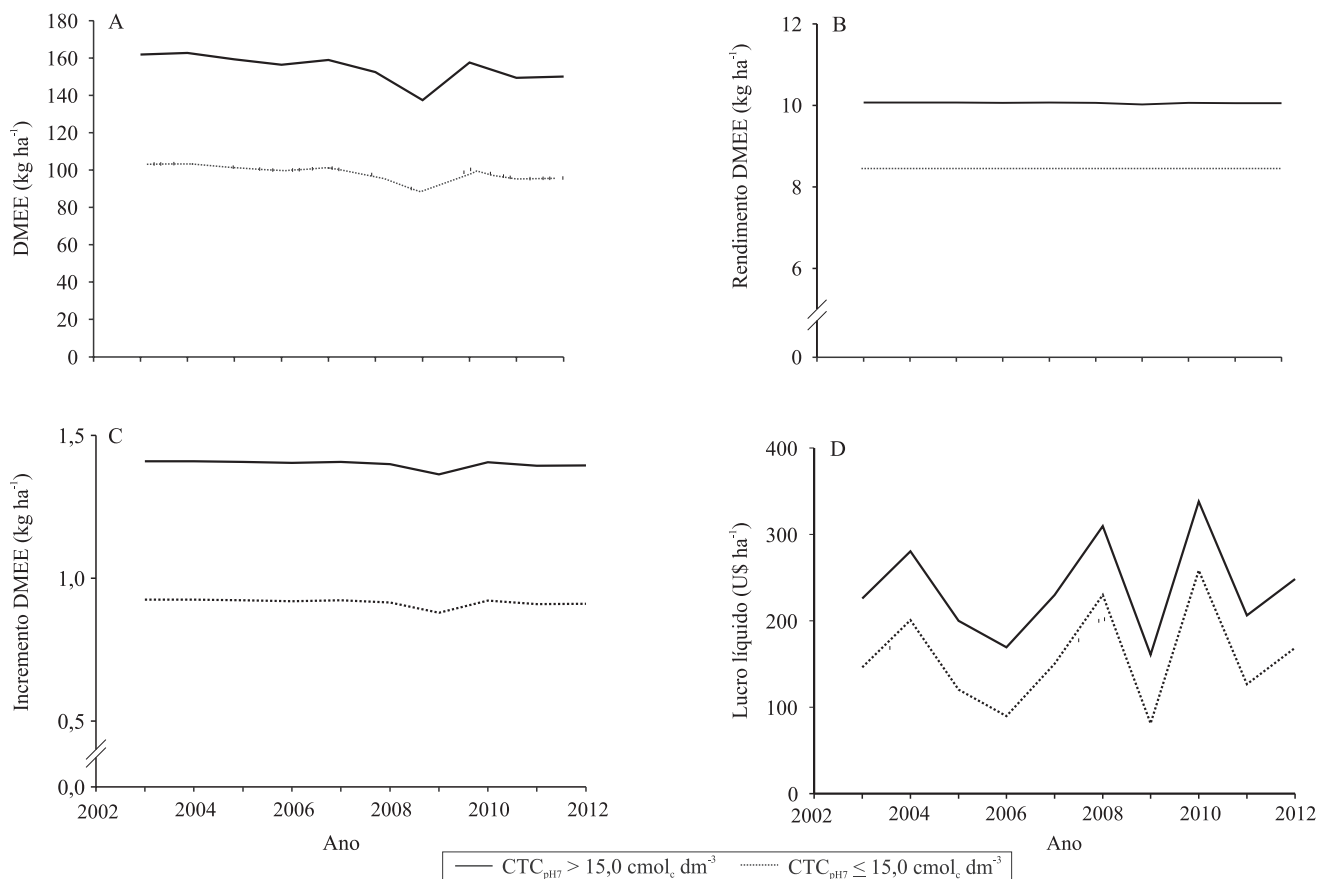 A
180
160
140
120
100
80
60
40
20
0
DMEE (kg ha⁻¹)
B
12
10
8
6
0
Rendimento DMEE (kg ha⁻¹)
C
1,5
1,0
0,5
0,0
Incremento DMEE (kg ha⁻¹)
2002 2004 2006 2008 2010 2012
Ano
D
400
300
200
100
0
Lucro líquido (U$ ha⁻¹)
2002 2004 2006 2008 2010 2012
Ano
CTCpH7 > 15,0 cmolc dm⁻³ CTCpH7 ≤ 15,0 cmolc dm⁻³